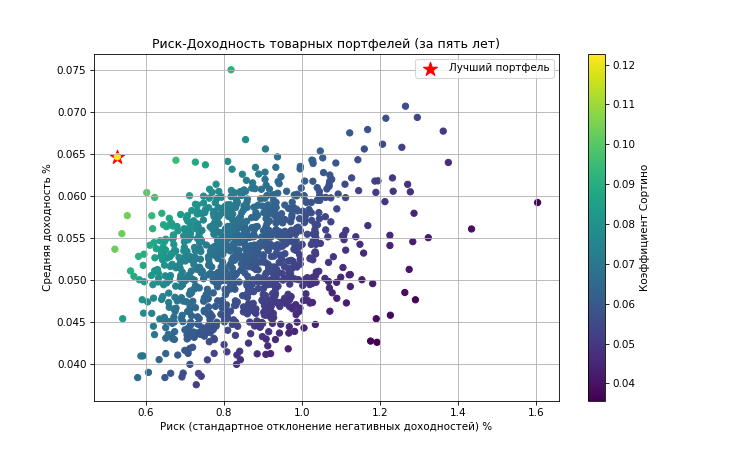 Риск-Доходность товарных портфелей (за пять лет)
Лучший портфель
Средняя доходность %
0.075
0.070
0.065
0.060
0.055
0.050
0.045
0.040
0.6 0.8 1.0 1.2 1.4 1.6
Риск (стандартное отклонение негативных доходностей) %
0.12
0.11
0.10
0.09
0.08
0.07
0.06
0.05
0.04
Коэффициент Сортино